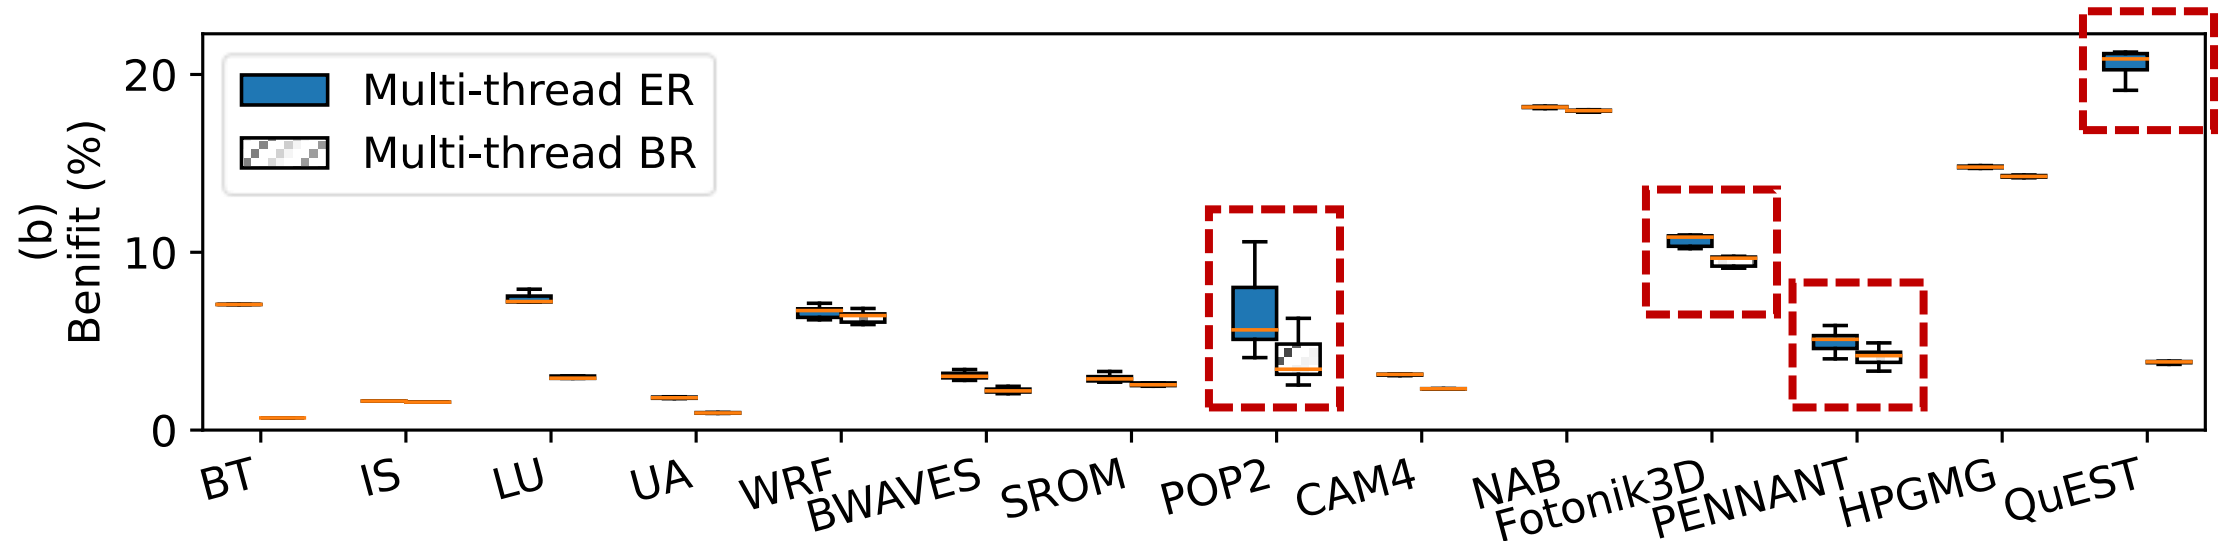 (b)
Benifit (%)
20
10
0
Multi-thread ER
Multi-thread BR
BT
IS
LU
UA
WRF
BWAVES
SROM
POP2
CAM4
NAB
Fotonik3D
PENNANT
HPGMG
QuEST